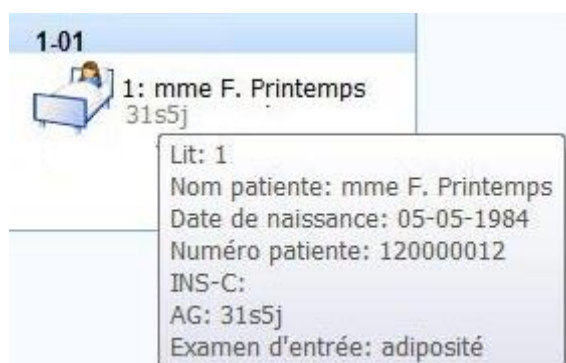 1-01
1: mme F. Printemps
31s5j
Lit: 1
Nom patiente: mme F. Printemps
Date de naissance: 05-05-1984
Numéro patiente: 120000012
INS-C:
AG: 31s5j
Examen d'entrée: adiposité